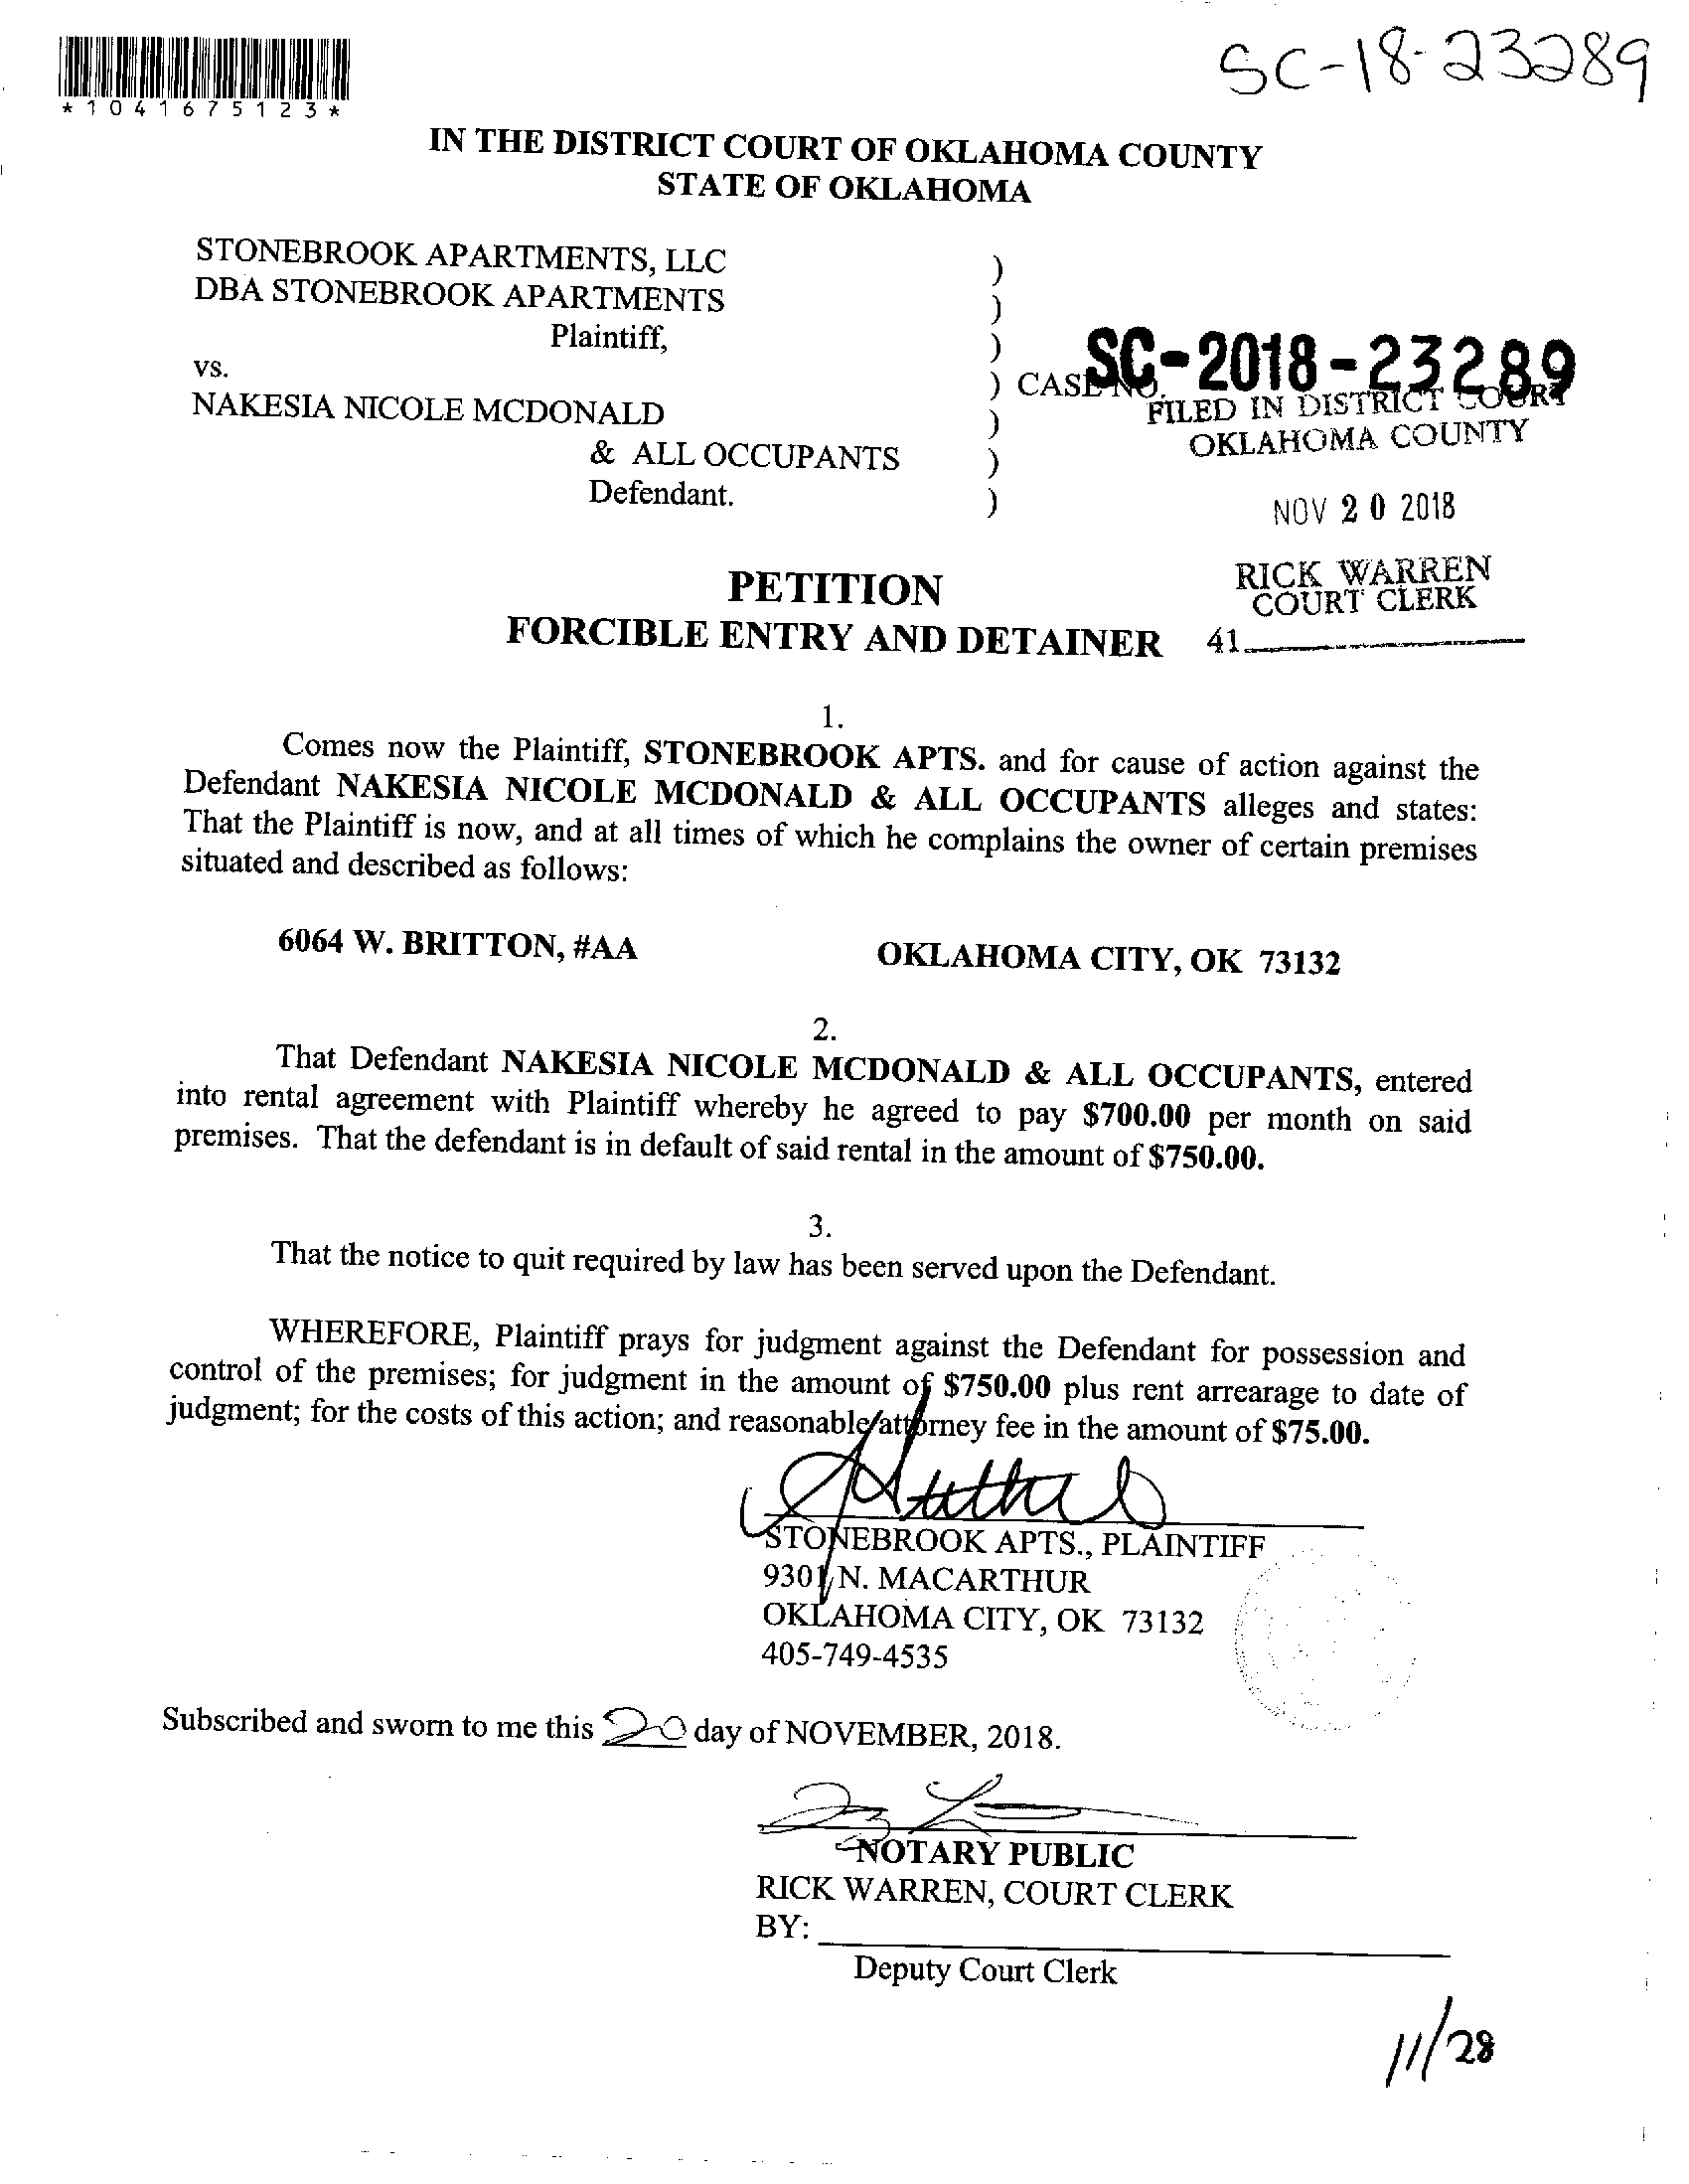 SC-18-23289
*1041675123*
IN THE DISTRICT COURT OF OKLAHOMA COUNTY
STATE OF OKLAHOMA
STONEBROOK APARTMENTS, LLC )
DBA STONEBROOK APARTMENTS )
Plaintiff, )
vs. ) CASE NO. SC-2018-23289
NAKESIA NICOLE MCDONALD )
& ALL OCCUPANTS )
Defendant. )
FILED IN DISTRICT COURT
OKLAHOMA COUNTY
NOV 20 2018
RICK WARREN
COURT CLERK
41
PETITION
FORCIBLE ENTRY AND DETAINER
1.
Comes now the Plaintiff, STONEBROOK APTS. and for cause of action against the
Defendant NAKESIA NICOLE MCDONALD & ALL OCCUPANTS alleges and states:
That the Plaintiff is now, and at all times of which he complains the owner of certain premises
situated and described as follows:
6064 W. BRITTON, #AA OKLAHOMA CITY, OK 73132
2.
That Defendant NAKESIA NICOLE MCDONALD & ALL OCCUPANTS, entered
into rental agreement with Plaintiff whereby he agreed to pay $700.00 per month on said
premises. That the defendant is in default of said rental in the amount of $750.00.
3.
That the notice to quit required by law has been served upon the Defendant.
WHEREFORE, Plaintiff prays for judgment against the Defendant for possession and
control of the premises; for judgment in the amount of $750.00 plus rent arrearage to date of
judgment; for the costs of this action; and reasonable attorney fee in the amount of $75.00.
STONEBROOK APTS., PLAINTIFF
9301 N. MACARTHUR
OKLAHOMA CITY, OK 73132
405-749-4535
Subscribed and sworn to me this 20 day of NOVEMBER, 2018.
NOTARY PUBLIC
RICK WARREN, COURT CLERK
BY:
Deputy Court Clerk
11/28